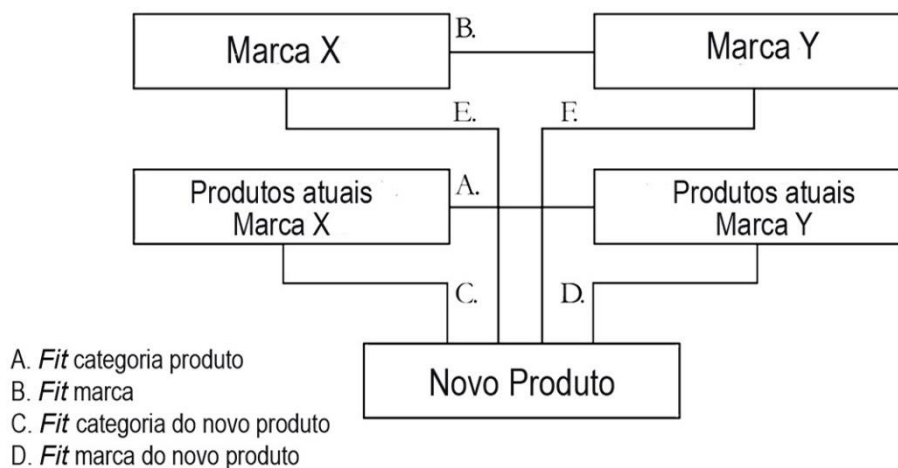 Marca X
B.
Marca Y
E.
F.
Produtos atuais
Marca X
A.
Produtos atuais
Marca Y
C.
D.
Novo Produto
A. Fit categoria produto
B. Fit marca
C. Fit categoria do novo produto
D. Fit marca do novo produto